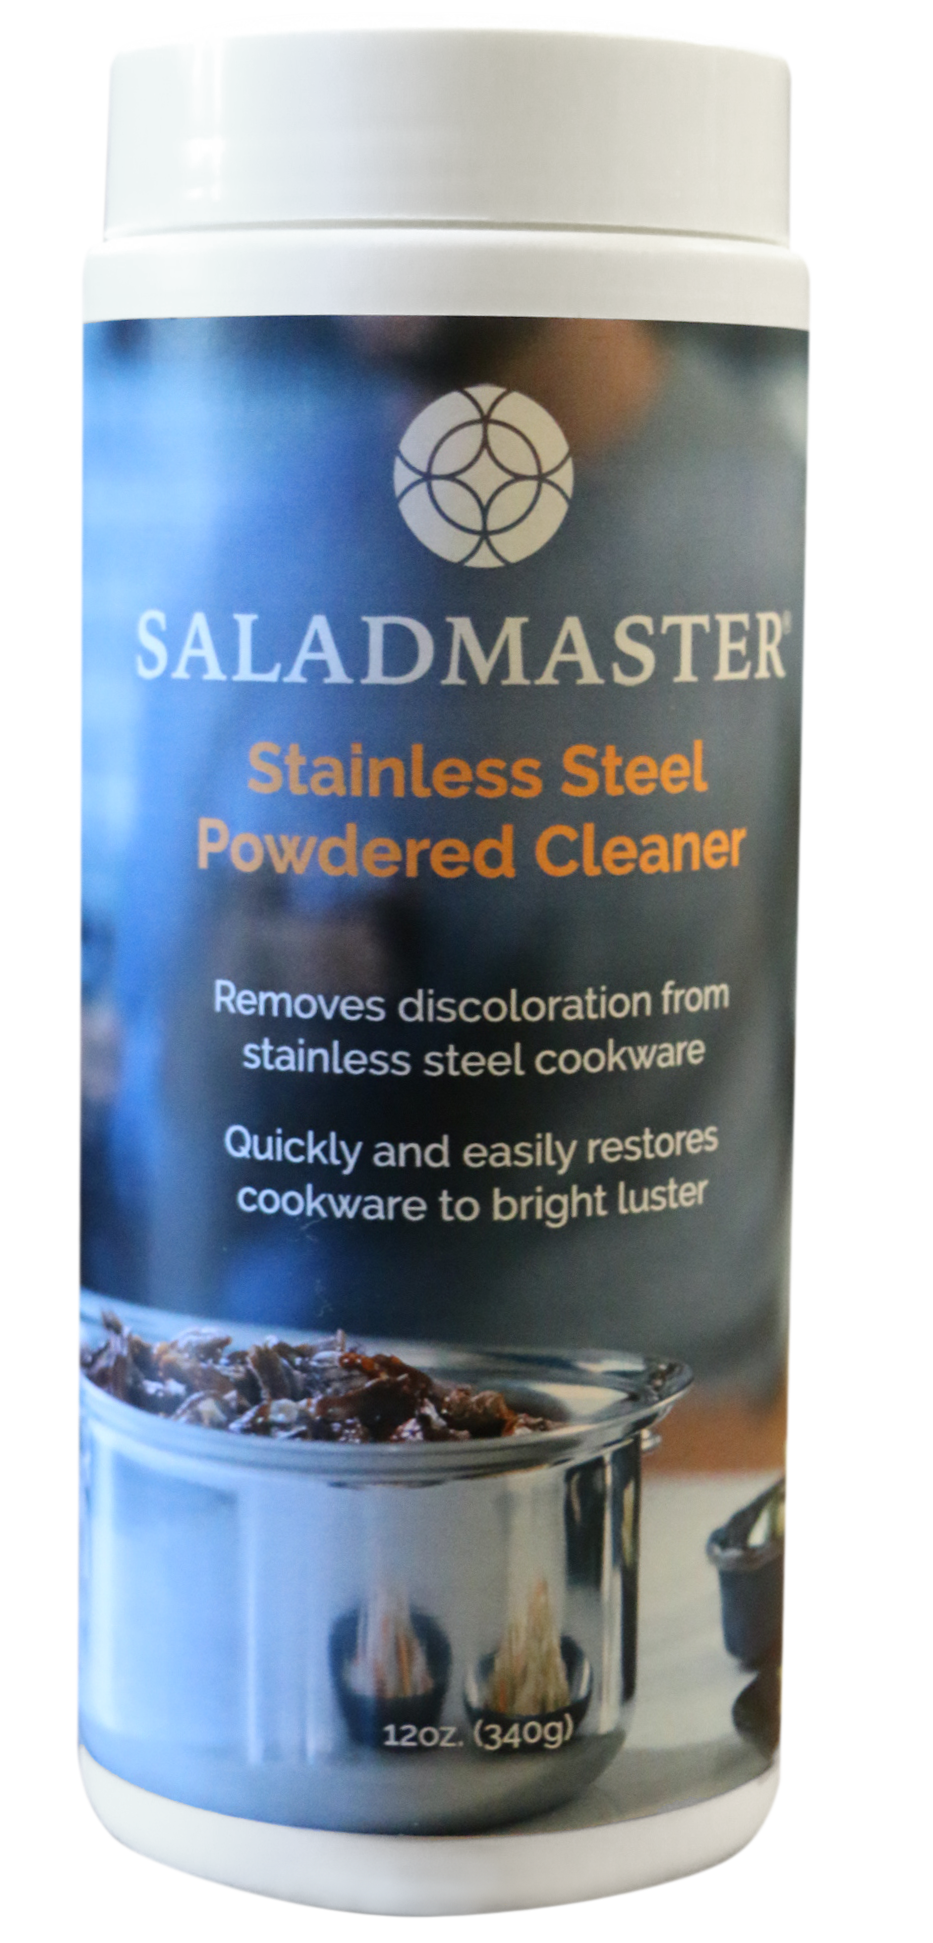 SALADMASTER®
Stainless Steel
Powdered Cleaner
Removes discoloration from
stainless steel cookware
Quickly and easily restores
cookware to bright luster
12oz. (340g)